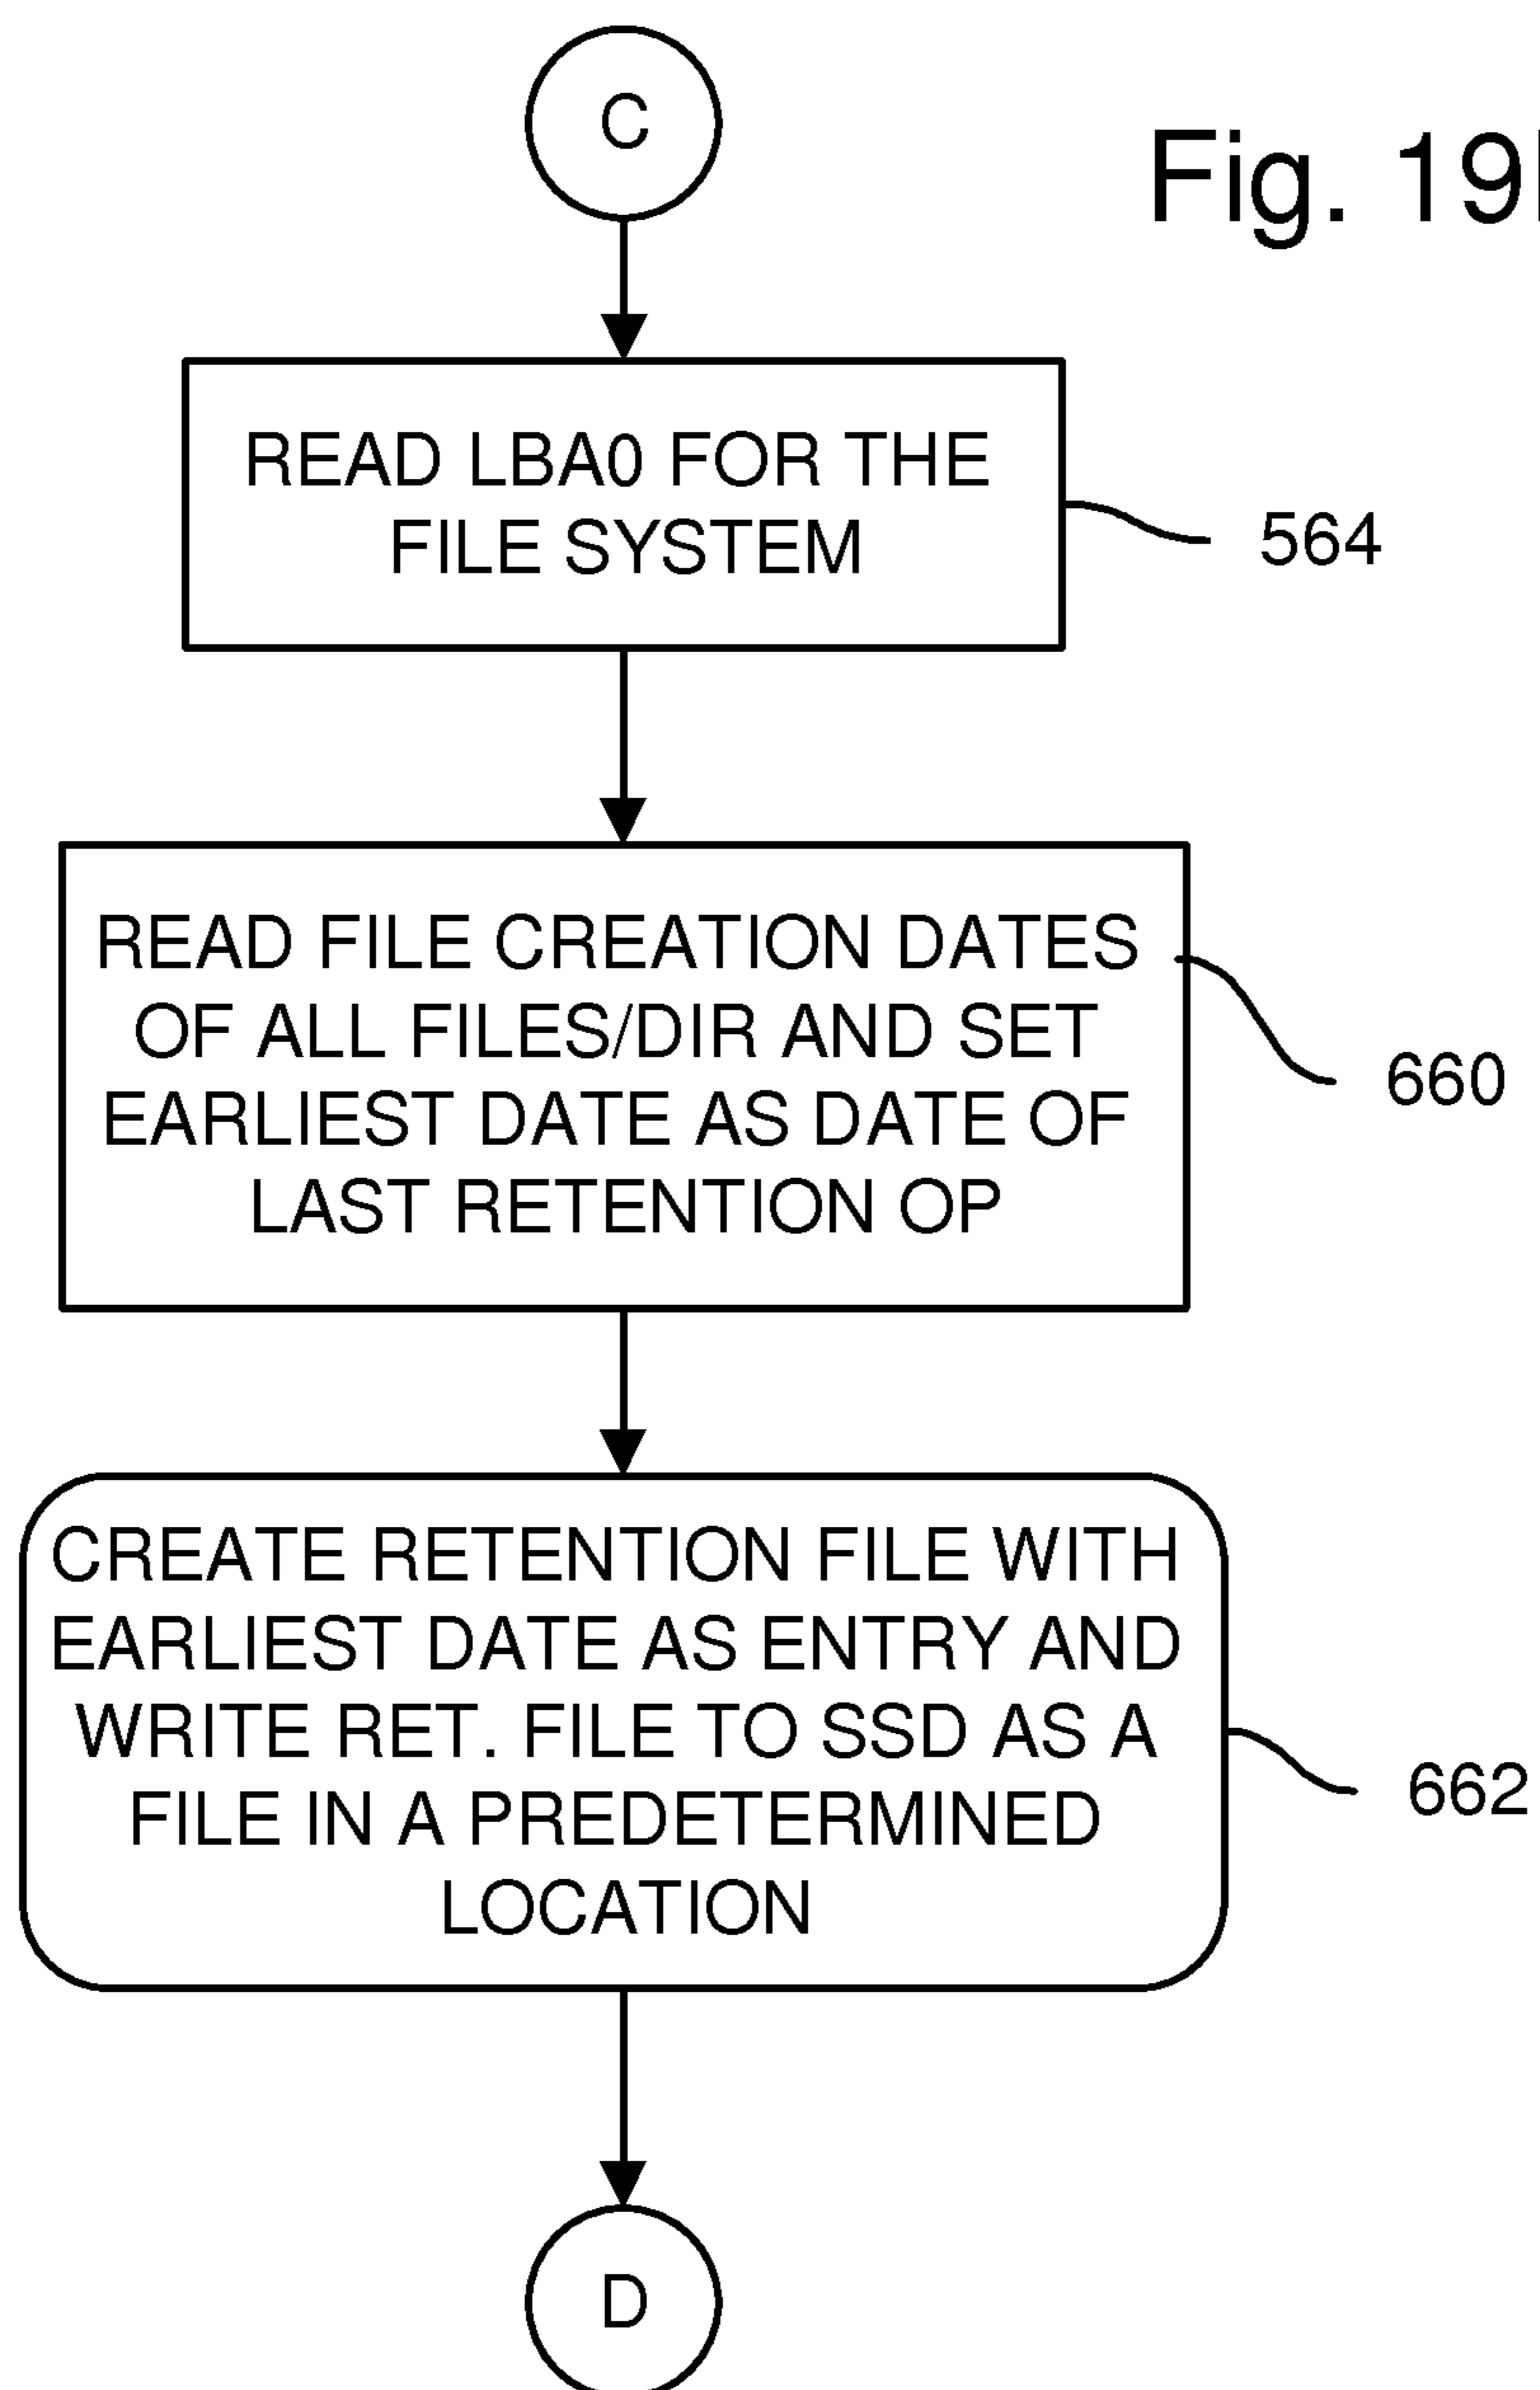 C
Fig. 19
READ LBA0 FOR THE
FILE SYSTEM
564
READ FILE CREATION DATES
OF ALL FILES/DIR AND SET
EARLIEST DATE AS DATE OF
LAST RETENTION OP
660
CREATE RETENTION FILE WITH
EARLIEST DATE AS ENTRY AND
WRITE RET. FILE TO SSD AS A
FILE IN A PREDETERMINED
LOCATION
662
D